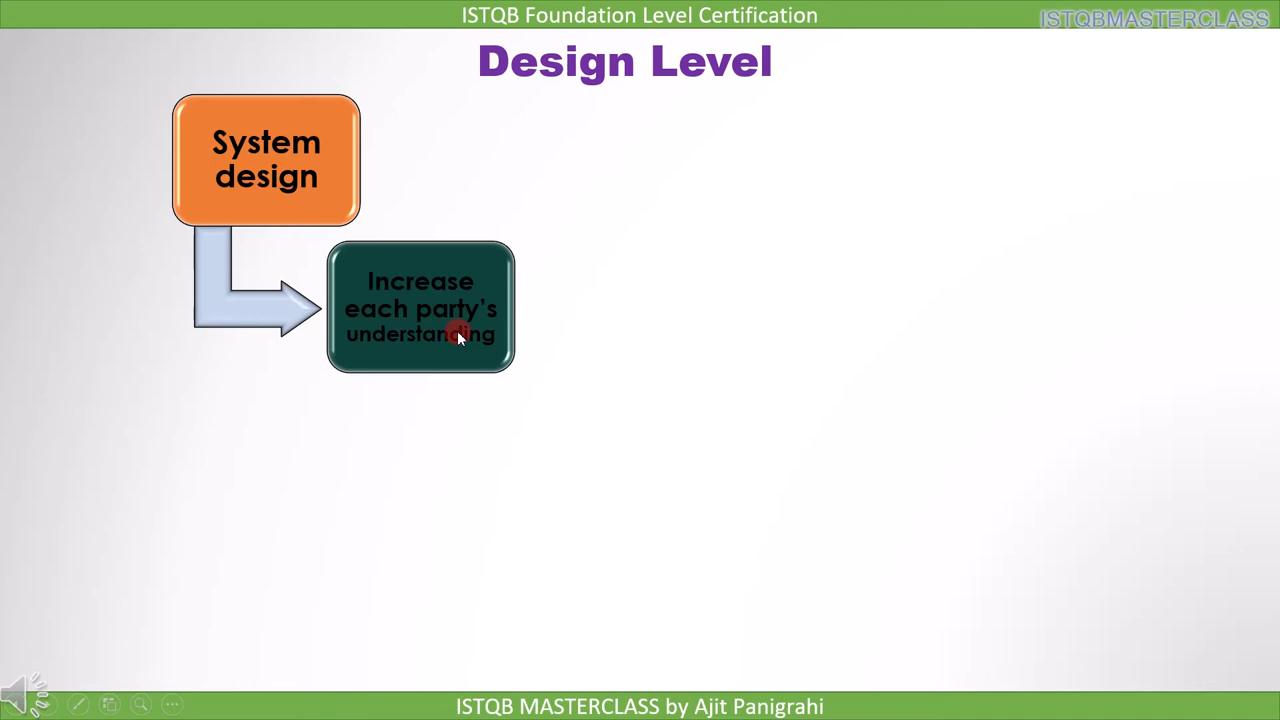 ISTQB Foundation Level Certification
ISTQBMASTERCLASS
Design Level
System
design
Increase
each party’s
understanding
ISTQB MASTERCLASS by Ajit Panigrahi